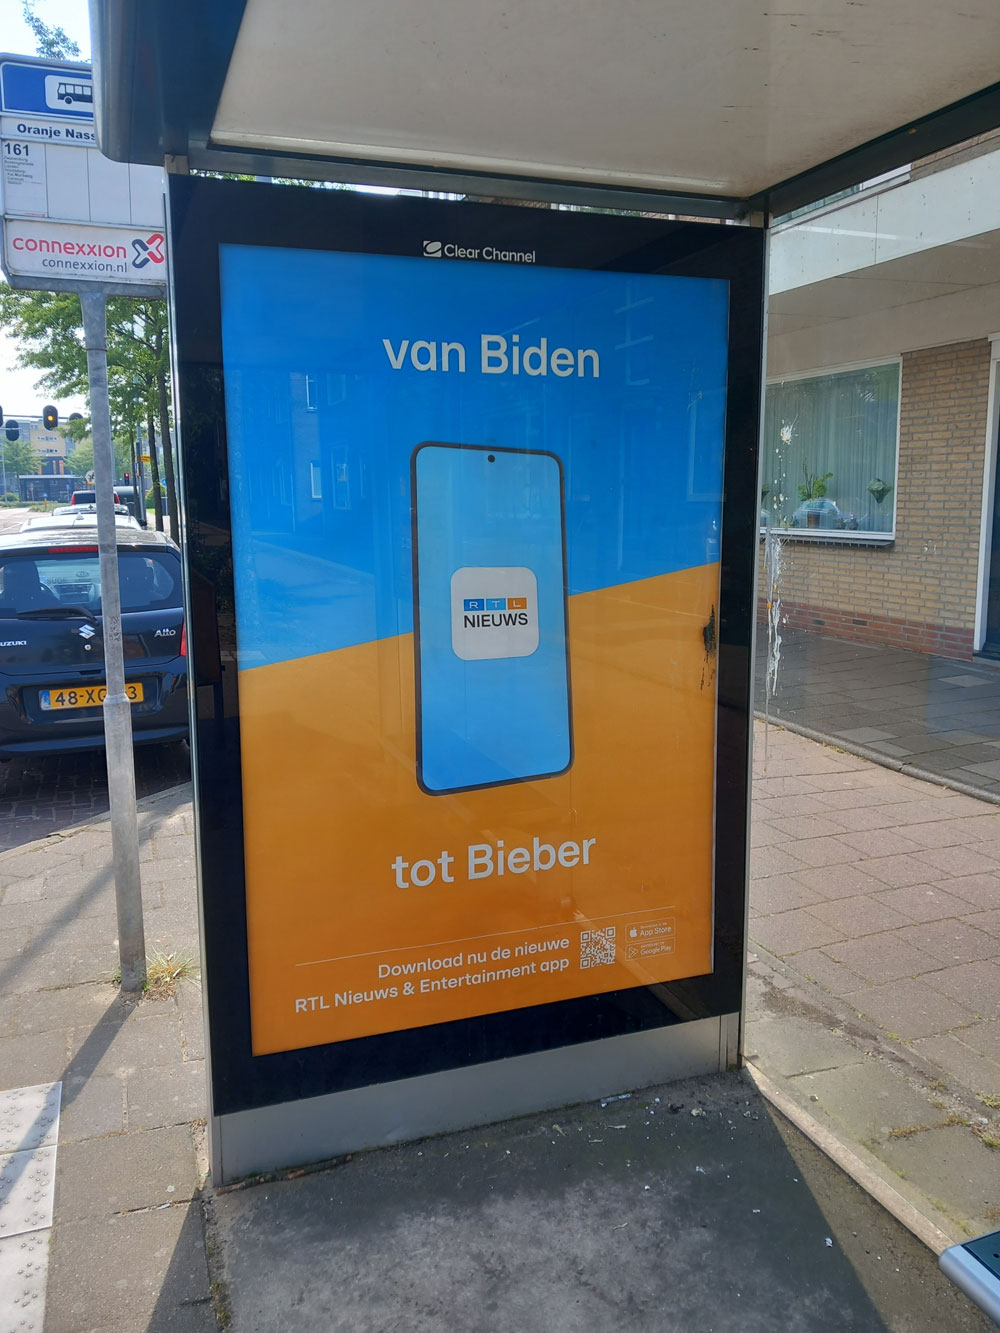 Oranje Nass
161
connexxion
connexxion.nl
Clear Channel
van Biden
RTL
NIEUWS
tot Bieber
Download nu de nieuwe
RTL Nieuws & Entertainment app
App Store
Google Play
SUZUKI
Alto